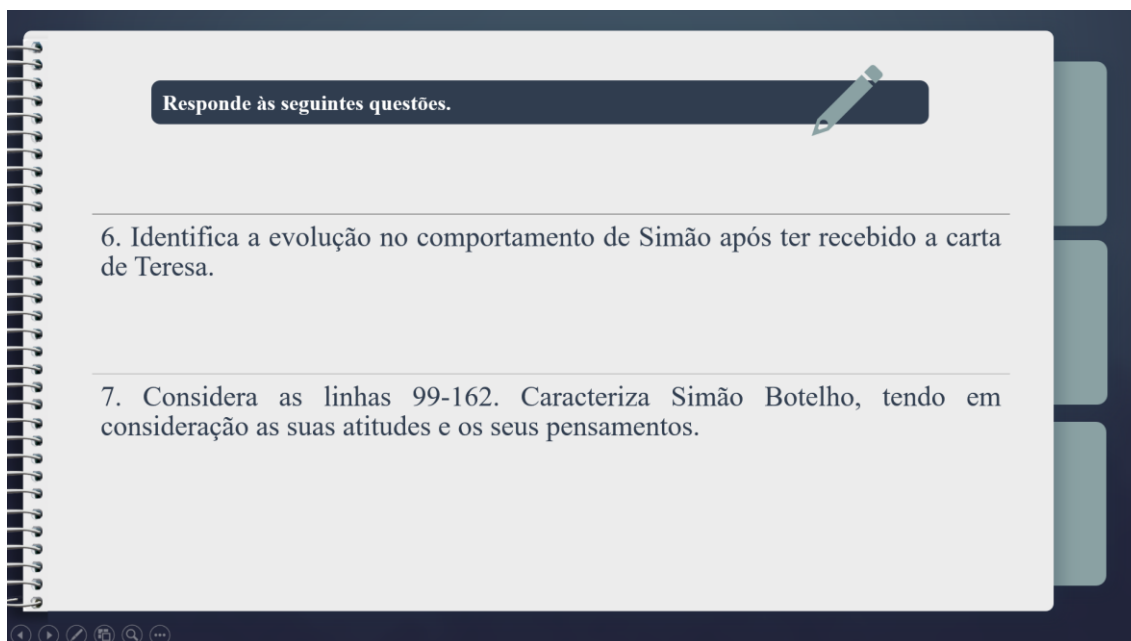 Responde às seguintes questões.
6. Identifica a evolução no comportamento de Simão após ter recebido a carta
de Teresa.
7. Considera as linhas 99-162. Caracteriza Simão Botelho, tendo em
consideração as suas atitudes e os seus pensamentos.